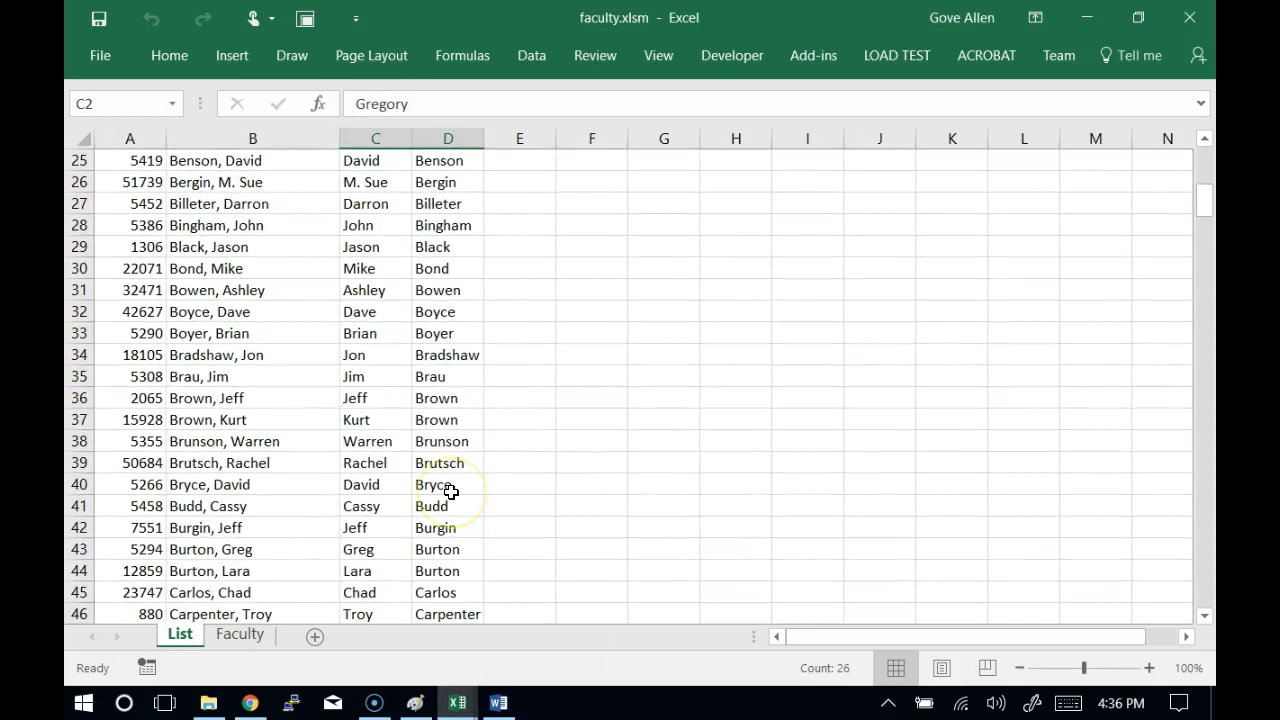 faculty.xlsm - Excel
Gove Allen
File Home Insert Draw Page Layout Formulas Data Review View Developer Add-ins LOAD TEST ACROBAT Team Tell me
C2 fx Gregory
A B C D E F G H I J K L M N
25 5419 Benson, David David Benson
26 51739 Bergin, M. Sue M. Sue Bergin
27 5452 Billeter, Darron Darron Billeter
28 5386 Bingham, John John Bingham
29 1306 Black, Jason Jason Black
30 22071 Bond, Mike Mike Bond
31 32471 Bowen, Ashley Ashley Bowen
32 42627 Boyce, Dave Dave Boyce
33 5290 Boyer, Brian Brian Boyer
34 18105 Bradshaw, Jon Jon Bradshaw
35 5308 Brau, Jim Jim Brau
36 2065 Brown, Jeff Jeff Brown
37 15928 Brown, Kurt Kurt Brown
38 5355 Brunson, Warren Warren Brunson
39 50684 Brutsch, Rachel Rachel Brutsch
40 5266 Bryce, David David Bryce
41 5458 Budd, Cassy Cassy Budd
42 7551 Burgin, Jeff Jeff Burgin
43 5294 Burton, Greg Greg Burton
44 12859 Burton, Lara Lara Burton
45 23747 Carlos, Chad Chad Carlos
46 880 Carpenter, Troy Troy Carpenter
List Faculty
Ready Count: 26 100%
4:36 PM